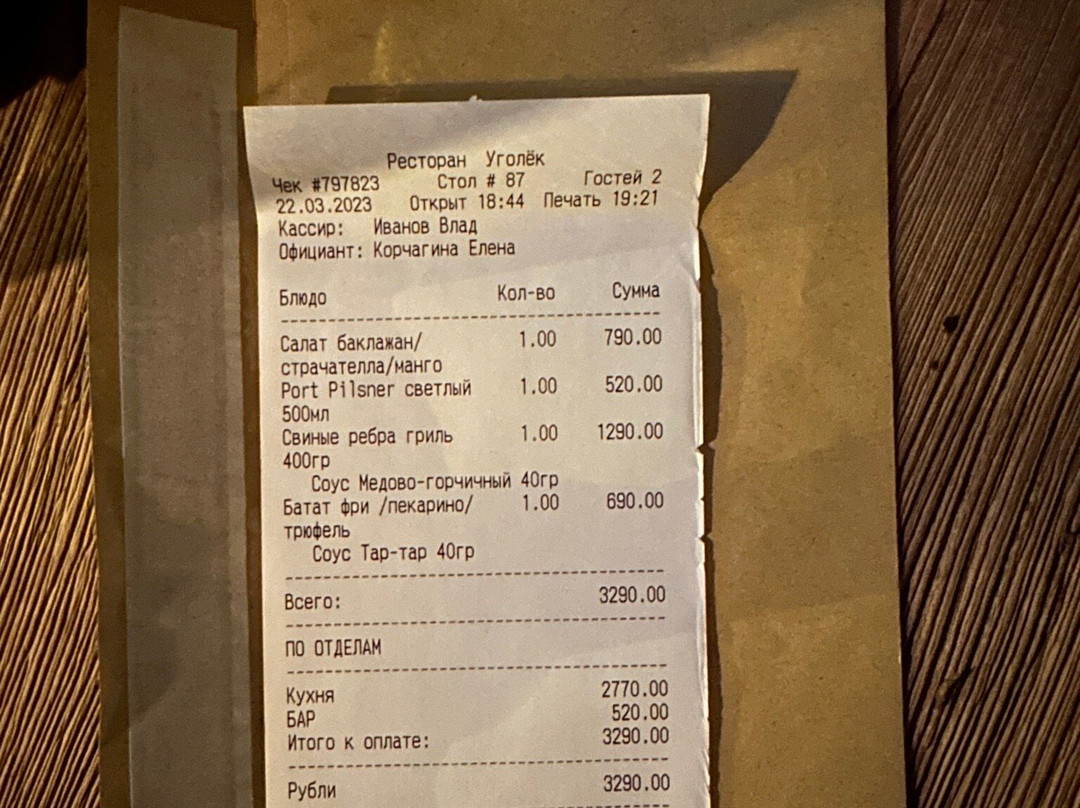 Ресторан Уголёк
Чек #797823 Стол # 87 Гостей 2
22.03.2023 Открыт 18:44 Печать 19:21
Кассир: Иванов Влад
Официант: Корчагина Елена
Блюдо Кол-во Сумма
Салат баклажан/ 1.00 790.00
страчателла/манго
Port Pilsner светлый 1.00 520.00
500мл
Свиные ребра гриль 1.00 1290.00
400гр
Соус Медово-горчичный 40гр
Батат фри /пекарино/ 1.00 690.00
трюфель
Соус Тар-тар 40гр
Всего: 3290.00
ПО ОТДЕЛАМ
Кухня 2770.00
БАР 520.00
Итого к оплате: 3290.00
Рубли 3290.00